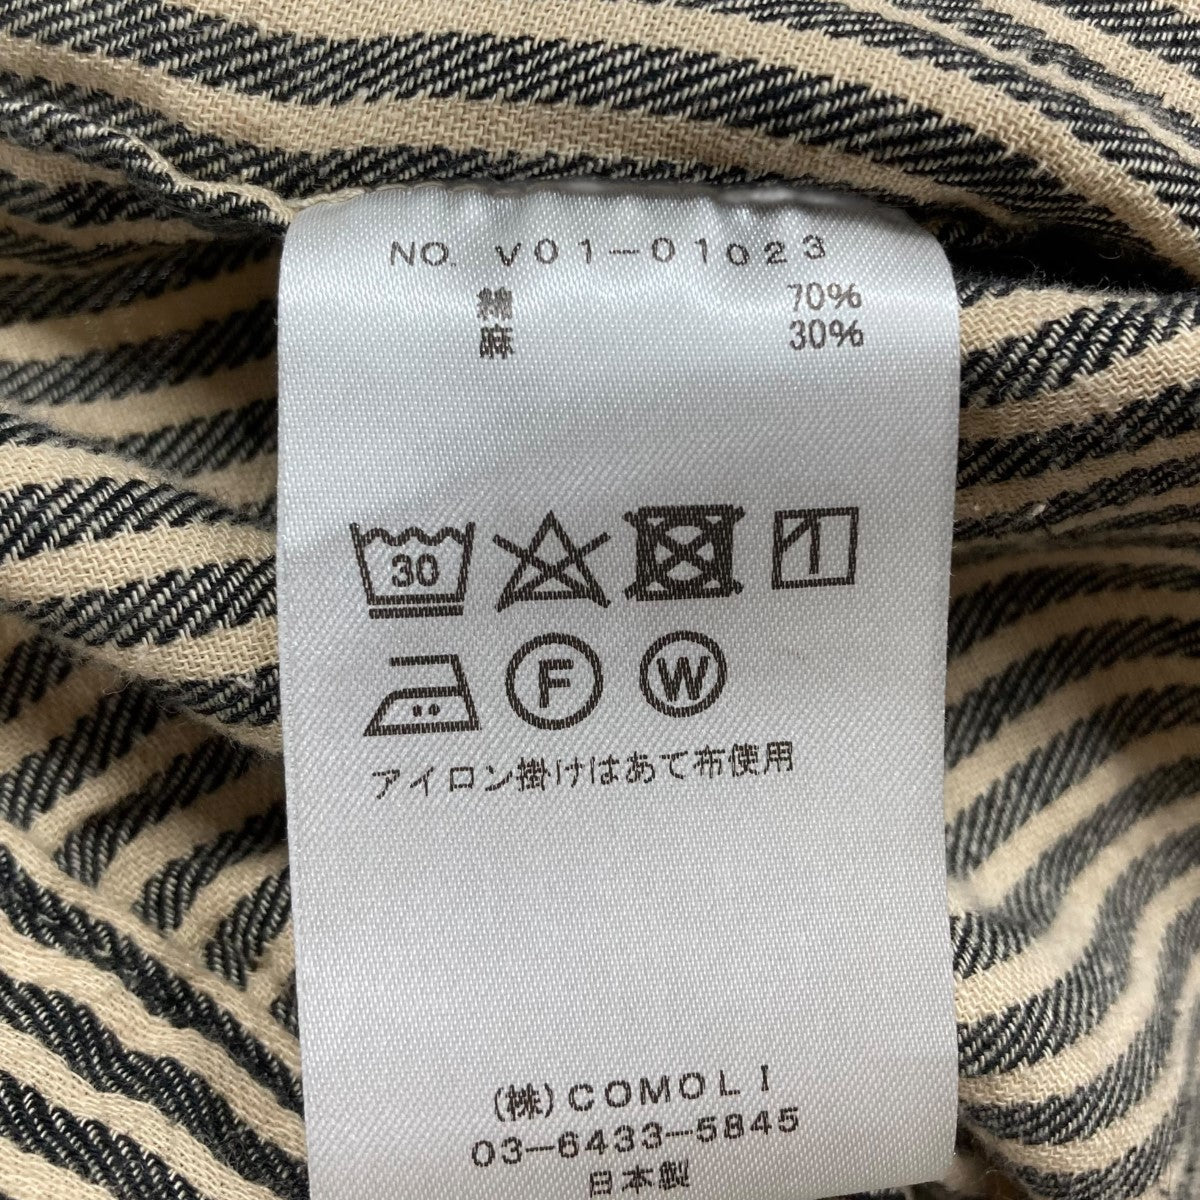 NO. V01-01023
綿 70%
麻 30%
30
F W
アイロン掛けはあて布使用
(株)COMOLI
03-6433-5845
日本製